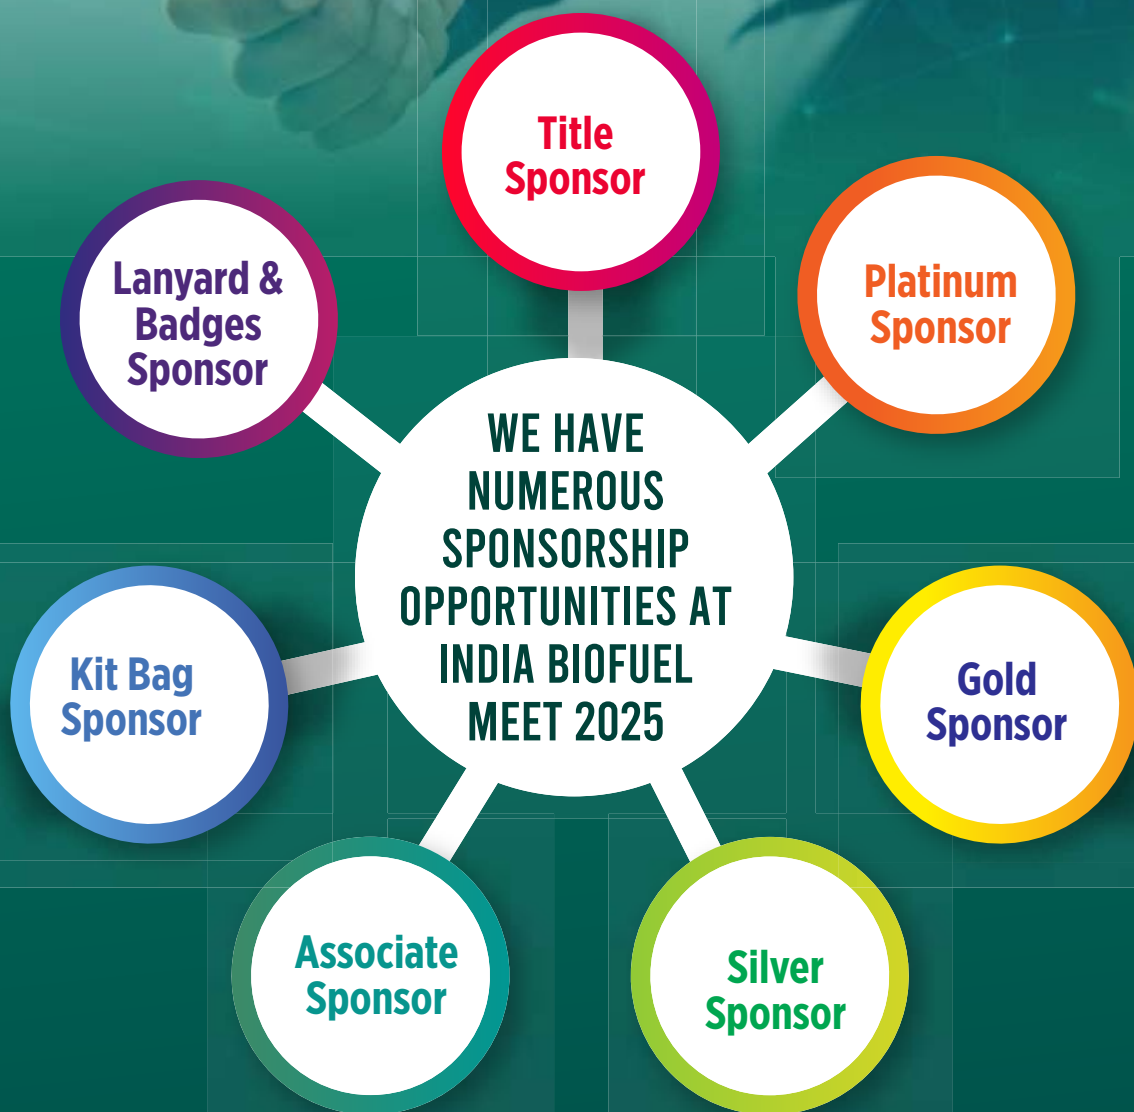 Title
Sponsor
Platinum
Sponsor
Gold
Sponsor
Silver
Sponsor
Associate
Sponsor
Kit Bag
Sponsor
Lanyard &
Badges
Sponsor
WE HAVE
NUMEROUS
SPONSORSHIP
OPPORTUNITIES AT
INDIA BIOFUEL
MEET 2025